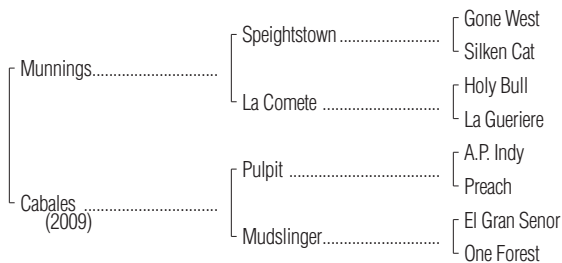 Gone West
Speightstown
Silken Cat
Munnings
Holy Bull
La Comete
La Gueriere
A.P. Indy
Pulpit
Preach
Cabales
(2009)
El Gran Senor
Mudslinger
One Forest